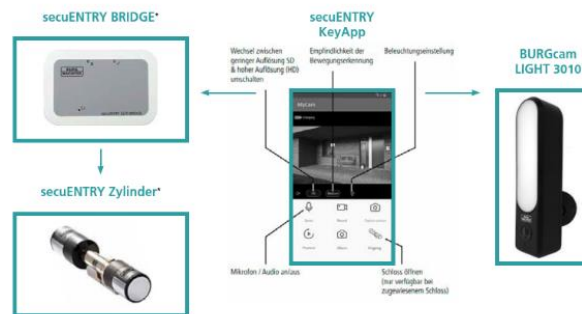 secuENTRY BRIDGE*
secuENTRY
KeyApp
BURGcam
LIGHT 3010
Wechsel zwischen
geringer Auflösung SD
& hoher Auflösung (HD)
umschalten
Empfindlichkeit der
Bewegungserkennung
Beleuchtungseinstellung
MyCam
secuENTRY Zylinder*
Mikrofon / Audio an/aus
Schloss öffnen
(nur verfügbar bei
zugewiesenem Schloss)